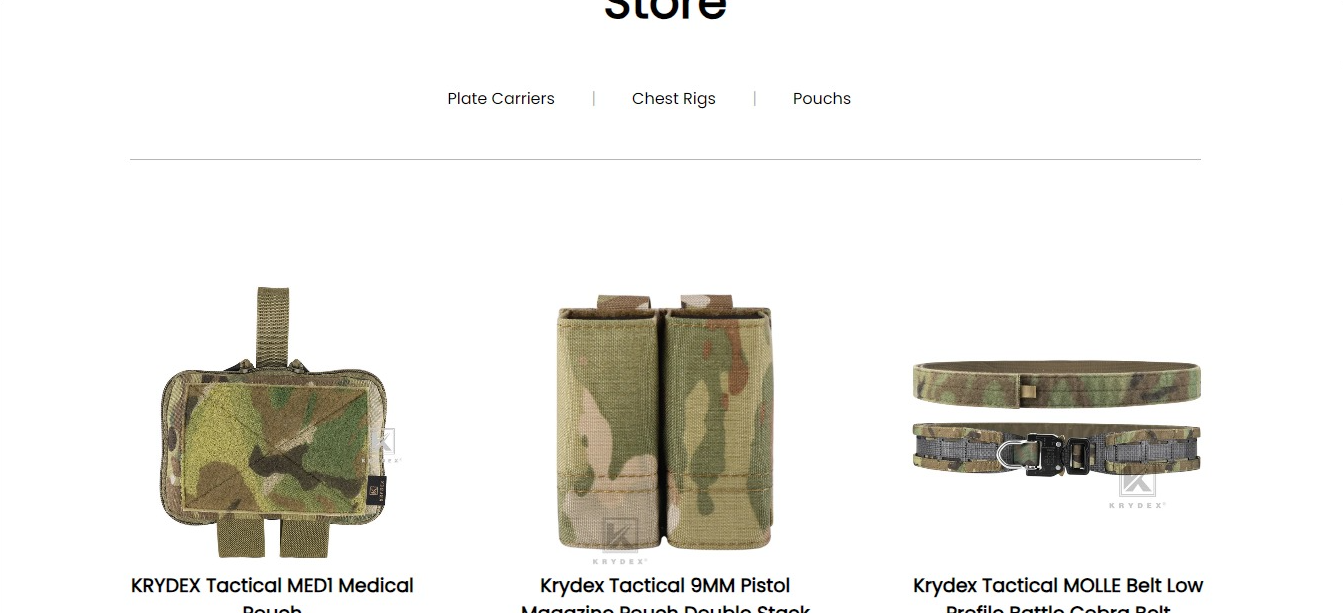 Store
Plate Carriers | Chest Rigs | Pouchs
KRYDEX
KRYDEX
KRYDEX Tactical MED1 Medical
Pouch
Krydex Tactical 9MM Pistol
Magazine Pouch Double Stack
Krydex Tactical MOLLE Belt Low
Profile Battle Cobra Belt